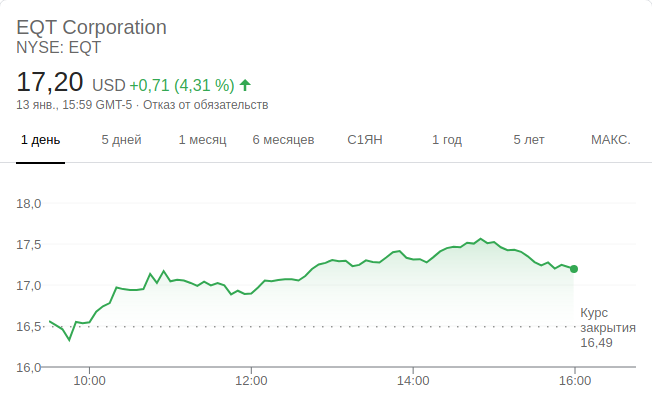 EQT Corporation
NYSE: EQT
17,20 USD +0,71 (4,31 %)
13 янв., 15:59 GMT-5 · Отказ от обязательств
1 день 5 дней 1 месяц 6 месяцев С1ЯН 1 год 5 лет МАКС.
18,0
17,5
17,0
16,5
16,0
Курс
закрытия
16,49
10:00 12:00 14:00 16:00